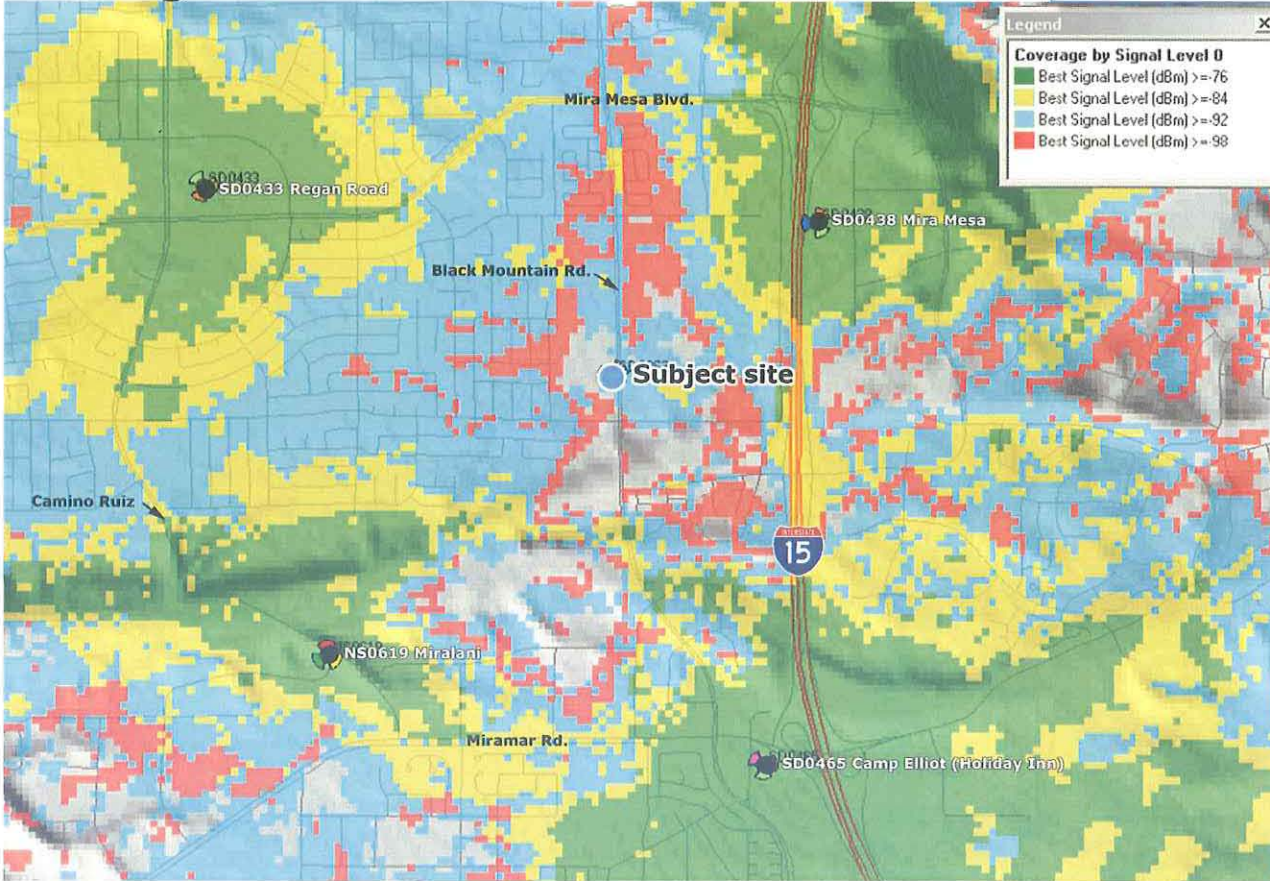 Legend
Coverage by Signal Level 0
Best Signal Level (dBm) >=-76
Best Signal Level (dBm) >=-84
Best Signal Level (dBm) >=-92
Best Signal Level (dBm) >=-98
Mira Mesa Blvd.
SD0433
SD0433 Regan Road
SD0438 Mira Mesa
Black Mountain Rd.
Subject site
Camino Ruiz
INTERSTATE
15
NS0619 Miralani
Miramar Rd.
SD0465 Camp Elliot (Holiday Inn)